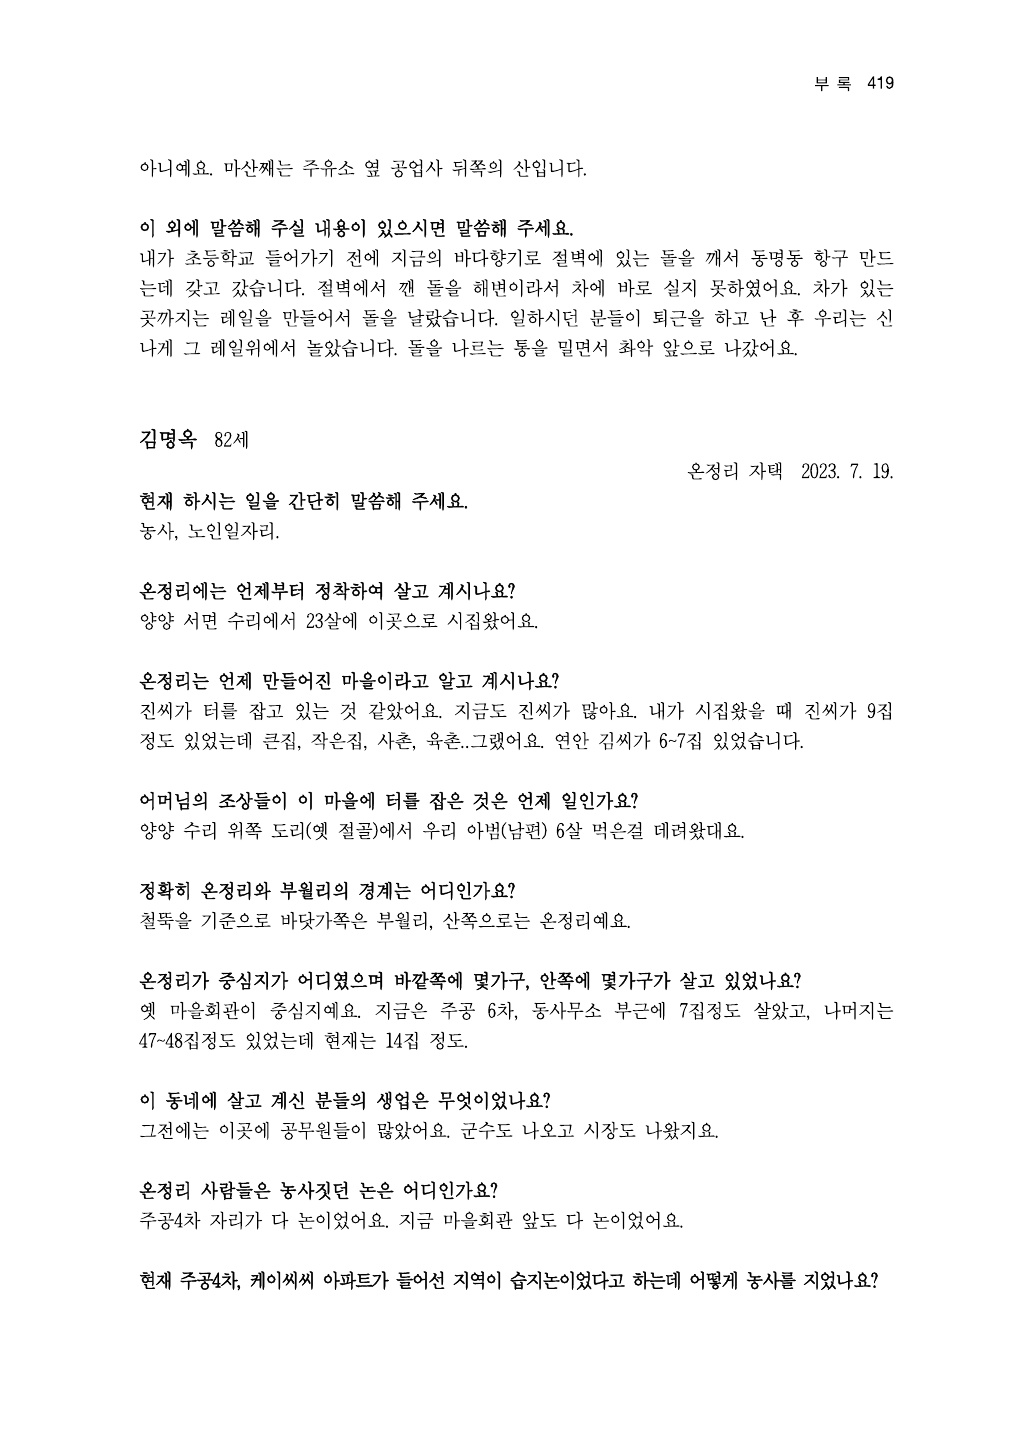 부 록 419
아니예요. 마산째는 주유소 옆 공업사 뒤쪽의 산입니다.
이 외에 말씀해 주실 내용이 있으시면 말씀해 주세요.
내가 초등학교 들어가기 전에 지금의 바다향기로 절벽에 있는 돌을 깨서 동명동 항구 만드
는데 갖고 갔습니다. 절벽에서 깬 돌을 해변이라서 차에 바로 싣지 못하였어요. 차가 있는
곳까지는 레일을 만들어서 돌을 날랐습니다. 일하시던 분들이 퇴근을 하고 난 후 우리는 신
나게 그 레일위에서 놀았습니다. 돌을 나르는 통을 밀면서 촤악 앞으로 나갔어요.
김명옥 82세
온정리 자택 2023. 7. 19.
현재 하시는 일을 간단히 말씀해 주세요.
농사, 노인일자리.
온정리에는 언제부터 정착하여 살고 계시나요?
양양 서면 수리에서 23살에 이곳으로 시집왔어요.
온정리는 언제 만들어진 마을이라고 알고 계시나요?
진씨가 터를 잡고 있는 것 같았어요. 지금도 진씨가 많아요. 내가 시집왔을 때 진씨가 9집
정도 있었는데 큰집, 작은집, 사촌, 육촌..그랬어요. 연안 김씨가 6~7집 있었습니다.
어머님의 조상들이 이 마을에 터를 잡은 것은 언제 일인가요?
양양 수리 위쪽 도리(옛 절골)에서 우리 아범(남편) 6살 먹은걸 데려왔대요.
정확히 온정리와 부월리의 경계는 어디인가요?
철뚝을 기준으로 바닷가쪽은 부월리, 산쪽으로는 온정리예요.
온정리가 중심지가 어디였으며 바깥쪽에 몇가구, 안쪽에 몇가구가 살고 있었나요?
옛 마을회관이 중심지예요. 지금은 주공 6차, 동사무소 부근에 7집정도 살았고, 나머지는
47~48집정도 있었는데 현재는 14집 정도.
이 동네에 살고 계신 분들의 생업은 무엇이었나요?
그전에는 이곳에 공무원들이 많았어요. 군수도 나오고 시장도 나왔지요.
온정리 사람들은 농사짓던 논은 어디인가요?
주공4차 자리가 다 논이었어요. 지금 마을회관 앞도 다 논이었어요.
현재 주공4차, 케이씨씨 아파트가 들어선 지역이 습지논이었다고 하는데 어떻게 농사를 지었나요?